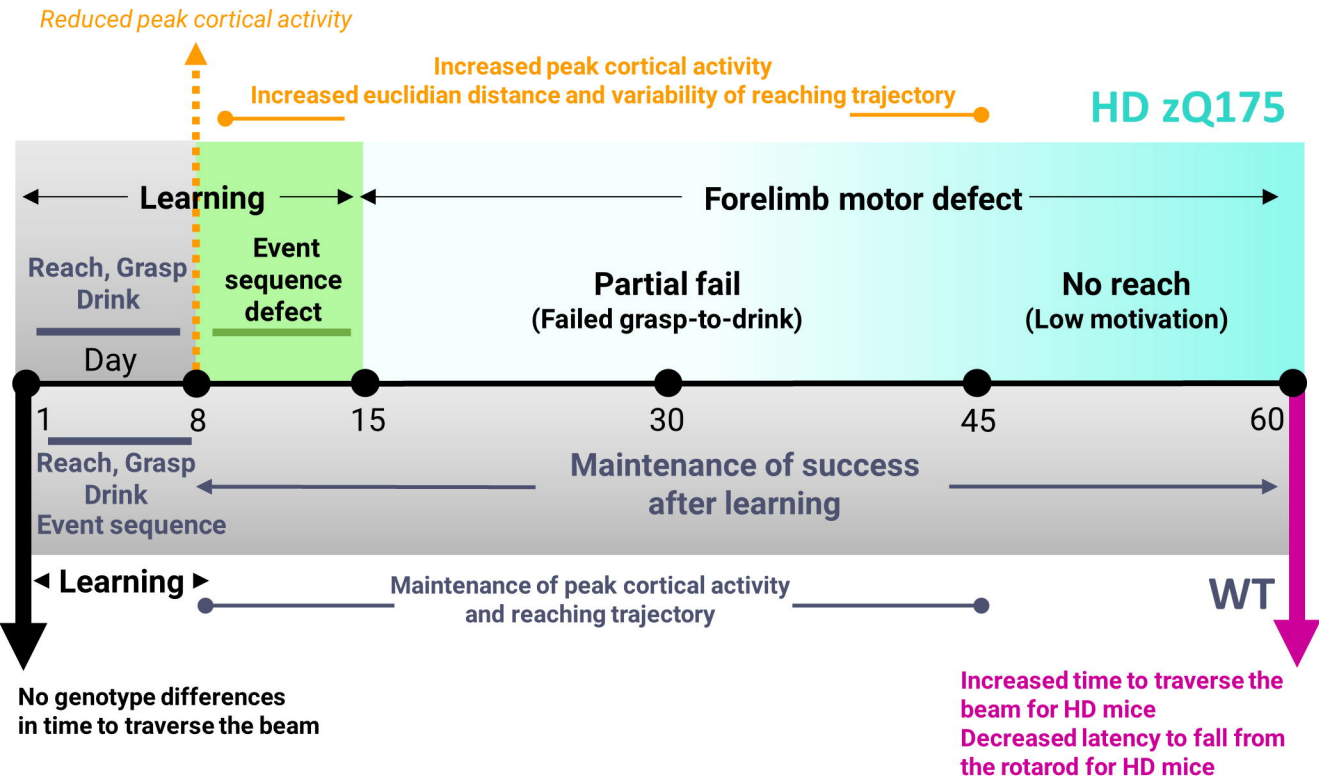 Reduced peak cortical activity
Increased peak cortical activity
Increased euclidian distance and variability of reaching trajectory
HD zQ175
Learning
Forelimb motor defect
Reach, Grasp
Drink
Event
sequence
defect
Partial fail
(Failed grasp-to-drink)
No reach
(Low motivation)
Day
1
8
15
30
45
60
Reach, Grasp
Drink
Event sequence
Maintenance of success
after learning
Learning
Maintenance of peak cortical activity
and reaching trajectory
WT
No genotype differences
in time to traverse the beam
Increased time to traverse the
beam for HD mice
Decreased latency to fall from
the rotarod for HD mice